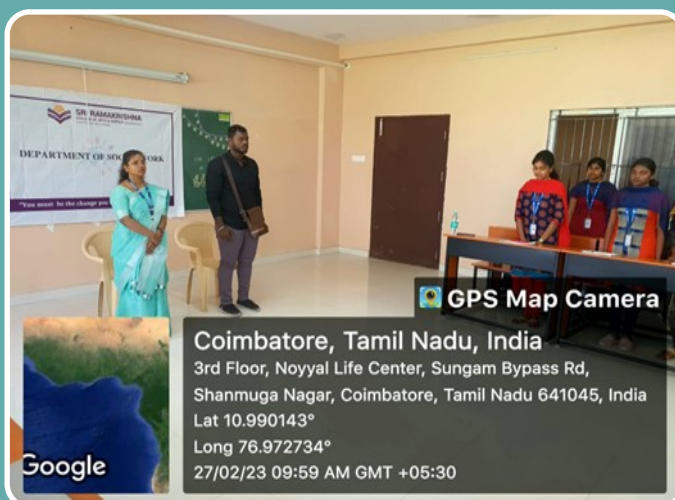 SRI RAMAKRISHNA
DEPARTMENT OF SOCIAL WORK
"You must be the change you
GPS Map Camera
Coimbatore, Tamil Nadu, India
3rd Floor, Noyyal Life Center, Sungam Bypass Rd,
Shanmuga Nagar, Coimbatore, Tamil Nadu 641045, India
Lat 10.990143°
Long 76.972734°
27/02/23 09:59 AM GMT +05:30
Google